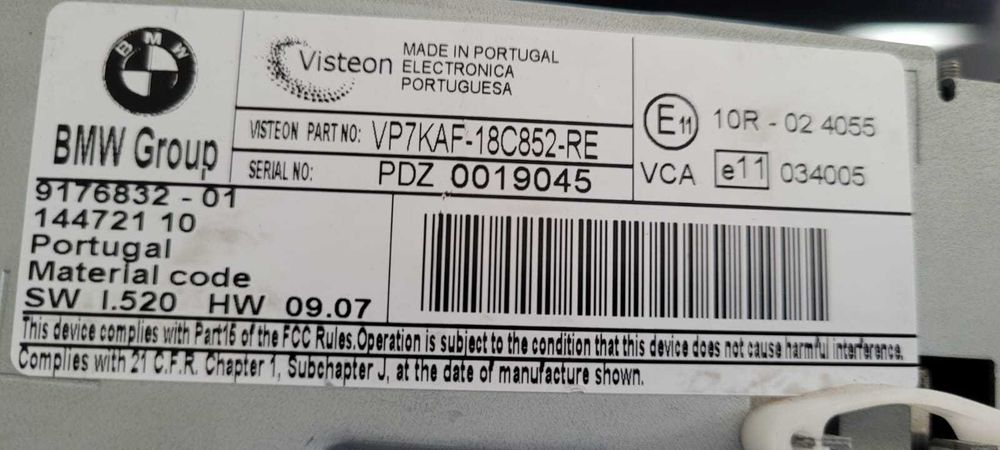 BMW
BMW Group
Visteon
MADE IN PORTUGAL
ELECTRONICA
PORTUGUESA
VISTEON PART NO: VP7KAF-18C852-RE
SERIAL NO: PDZ 0019045
E11 10R - 02 4055
VCA e11 034005
9176832 - 01
144721 10
Portugal
Material code
SW I.520 HW 09.07
This device complies with Part15 of the FCC Rules.Operation is subject to the condition that this device does not cause harmful interference.
Complies with 21 C.F.R. Chapter 1, Subchapter J, at the date of manufacture shown.